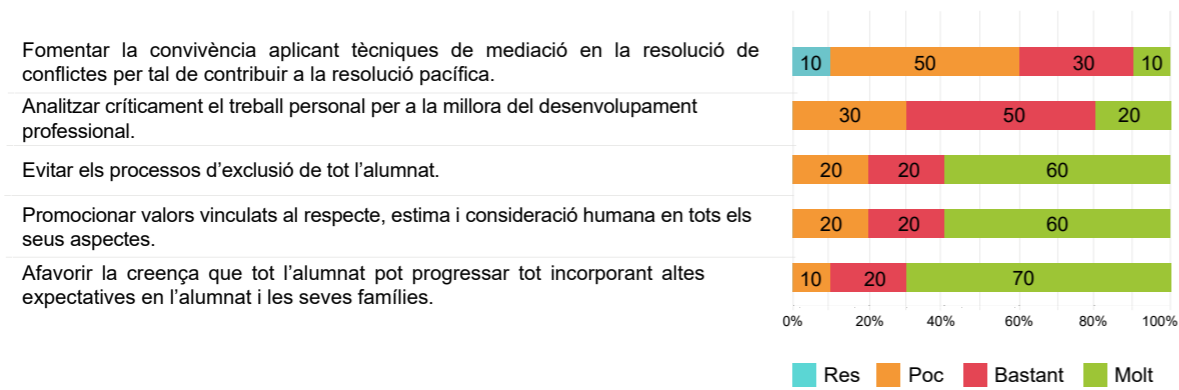 Fomentar la convivència aplicant tècniques de mediació en la resolució de
conflictes per tal de contribuir a la resolució pacífica.
10 50 30 10
Analitzar críticament el treball personal per a la millora del desenvolupament
professional.
30 50 20
Evitar els processos d’exclusió de tot l’alumnat.
20 20 60
Promocionar valors vinculats al respecte, estima i consideració humana en tots els
seus aspectes.
20 20 60
Afavorir la creença que tot l’alumnat pot progressar tot incorporant altes
expectatives en l’alumnat i les seves famílies.
10 20 70
0% 20% 40% 60% 80% 100%
Res Poc Bastant Molt